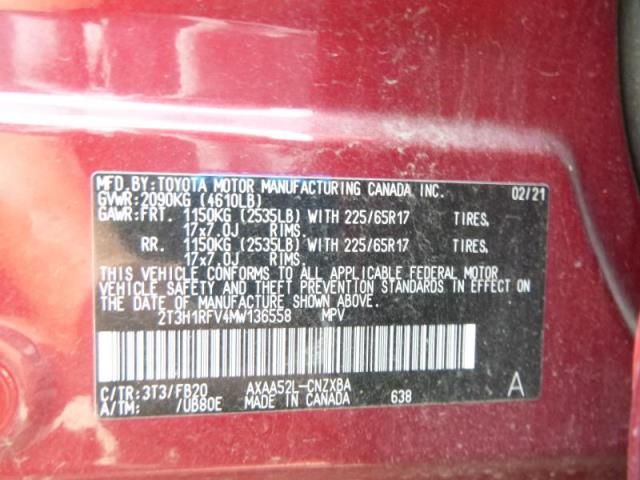 MFD.BY:TOYOTA MOTOR MANUFACTURING CANADA INC. 02/21
GVWR:2090KG (4610LB)
GAWR:FRT. 1150KG (2535LB) WITH 225/65R17 TIRES,
17x7.0J RIMS.
RR. 1150KG (2535LB) WITH 225/65R17 TIRES,
17x7.0J RIMS.
THIS VEHICLE CONFORMS TO ALL APPLICABLE FEDERAL MOTOR
VEHICLE SAFETY AND THEFT PREVENTION STANDARDS
IN EFFECT ON THE DATE OF MANUFACTURE SHOWN ABOVE.
2T3H1RFV4MW136558 MPV
C/TR:3T3/FB20 AXAA52L-CNZXBA A
A/TM: /UB80E MADE IN CANADA 638